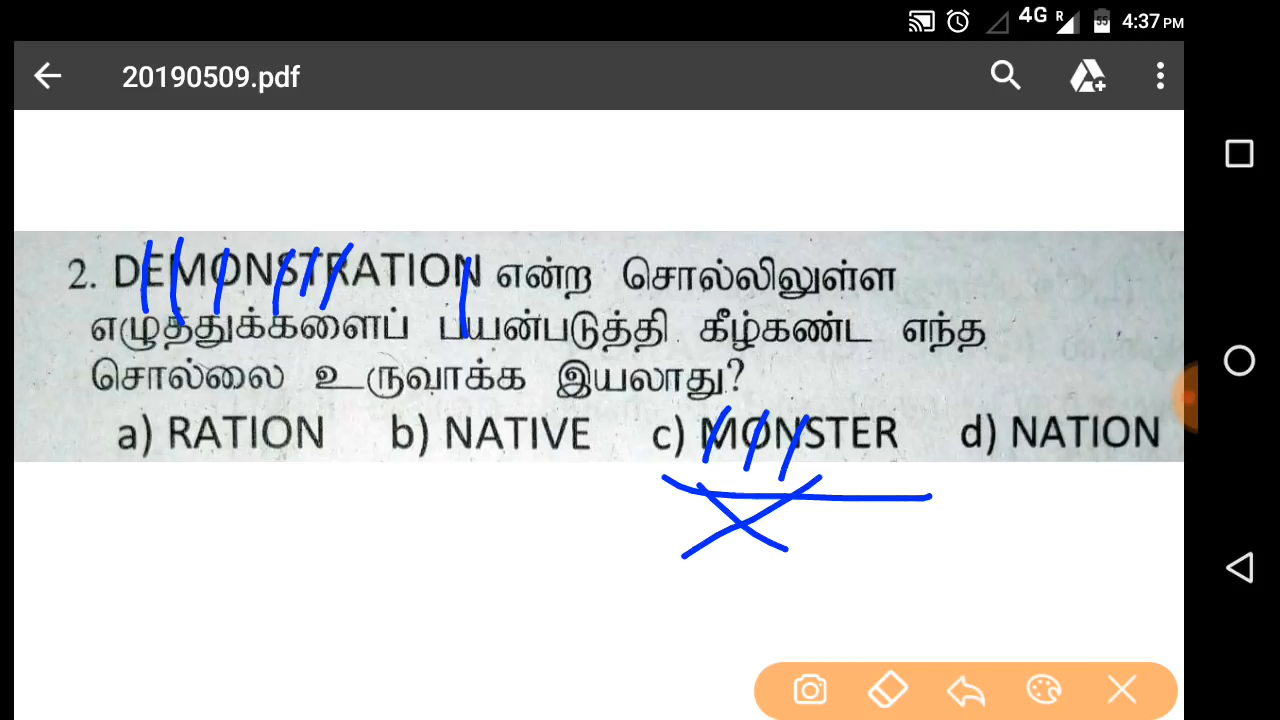 4G R 55 4:37 PM
20190509.pdf
2. DEMONSTRATION என்ற சொல்லிலுள்ள
எழுத்துக்களைப் பயன்படுத்தி கீழ்கண்ட எந்த
சொல்லை உருவாக்க இயலாது?
a) RATION b) NATIVE c) MONSTER d) NATION